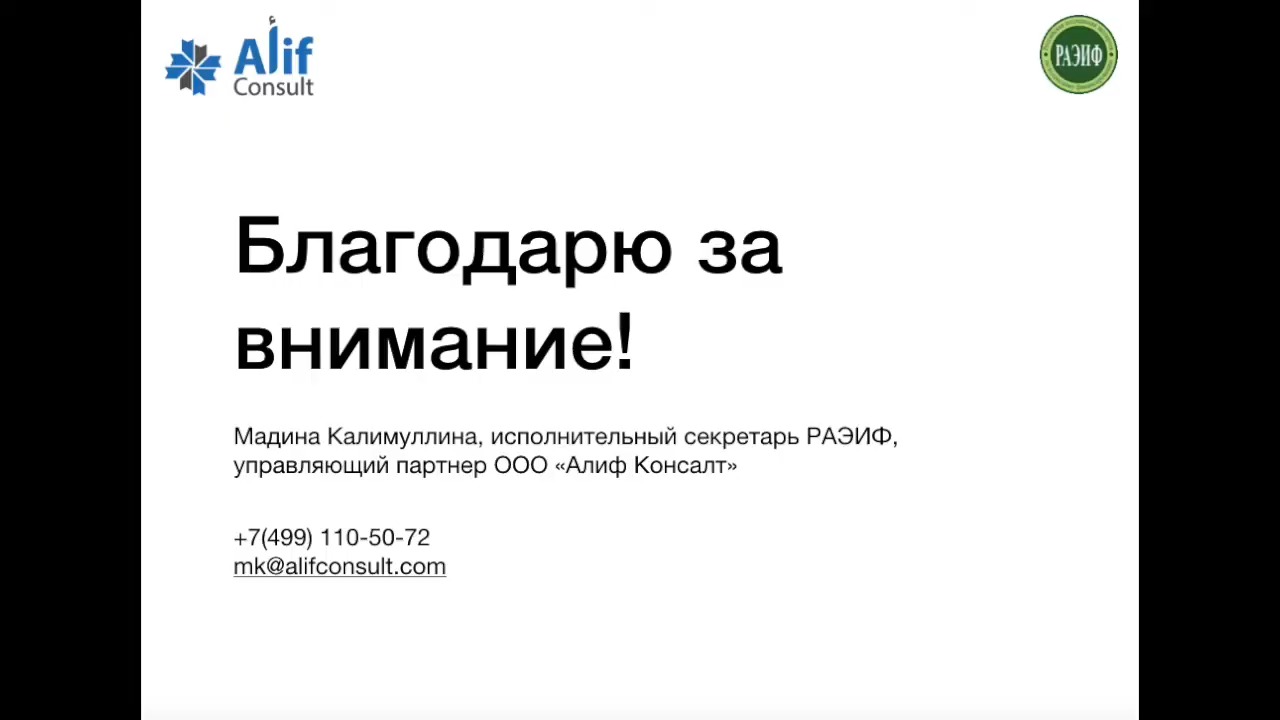 Alif
Consult
РАЭИФ
Благодарю за
внимание!
Мадина Калимуллина, исполнительный секретарь РАЭИФ,
управляющий партнер ООО «Алиф Консалт»
+7(499) 110-50-72
mk@alifconsult.com